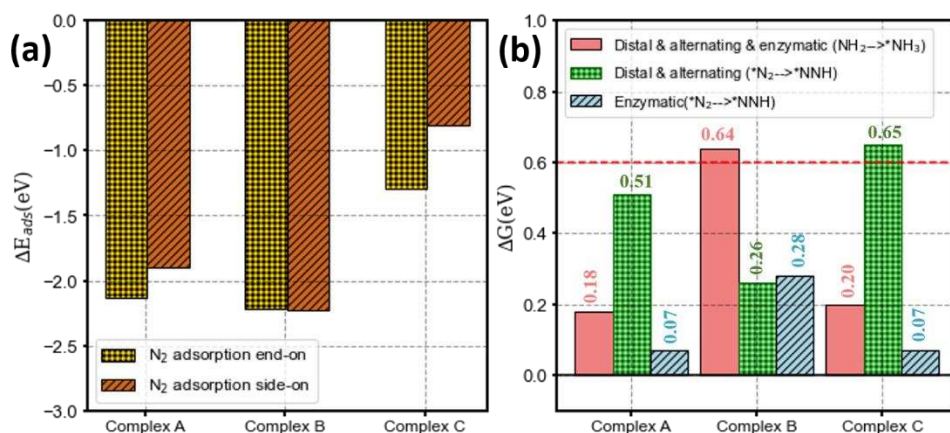 (a)
ΔE_ads(eV)
0.0
−0.5
−1.0
−1.5
−2.0
−2.5
−3.0
N₂ adsorption end-on
N₂ adsorption side-on
Complex A Complex B Complex C
(b)
ΔG(eV)
1.0
0.8
0.6
0.4
0.2
0.0
Distal & alternating & enzymatic (NH₂-->*NH₃)
Distal & alternating (*N₂-->*NNH)
Enzymatic(*N₂-->*NNH)
0.18
0.51
0.07
0.64
0.26
0.28
0.20
0.65
0.07
Complex A Complex B Complex C